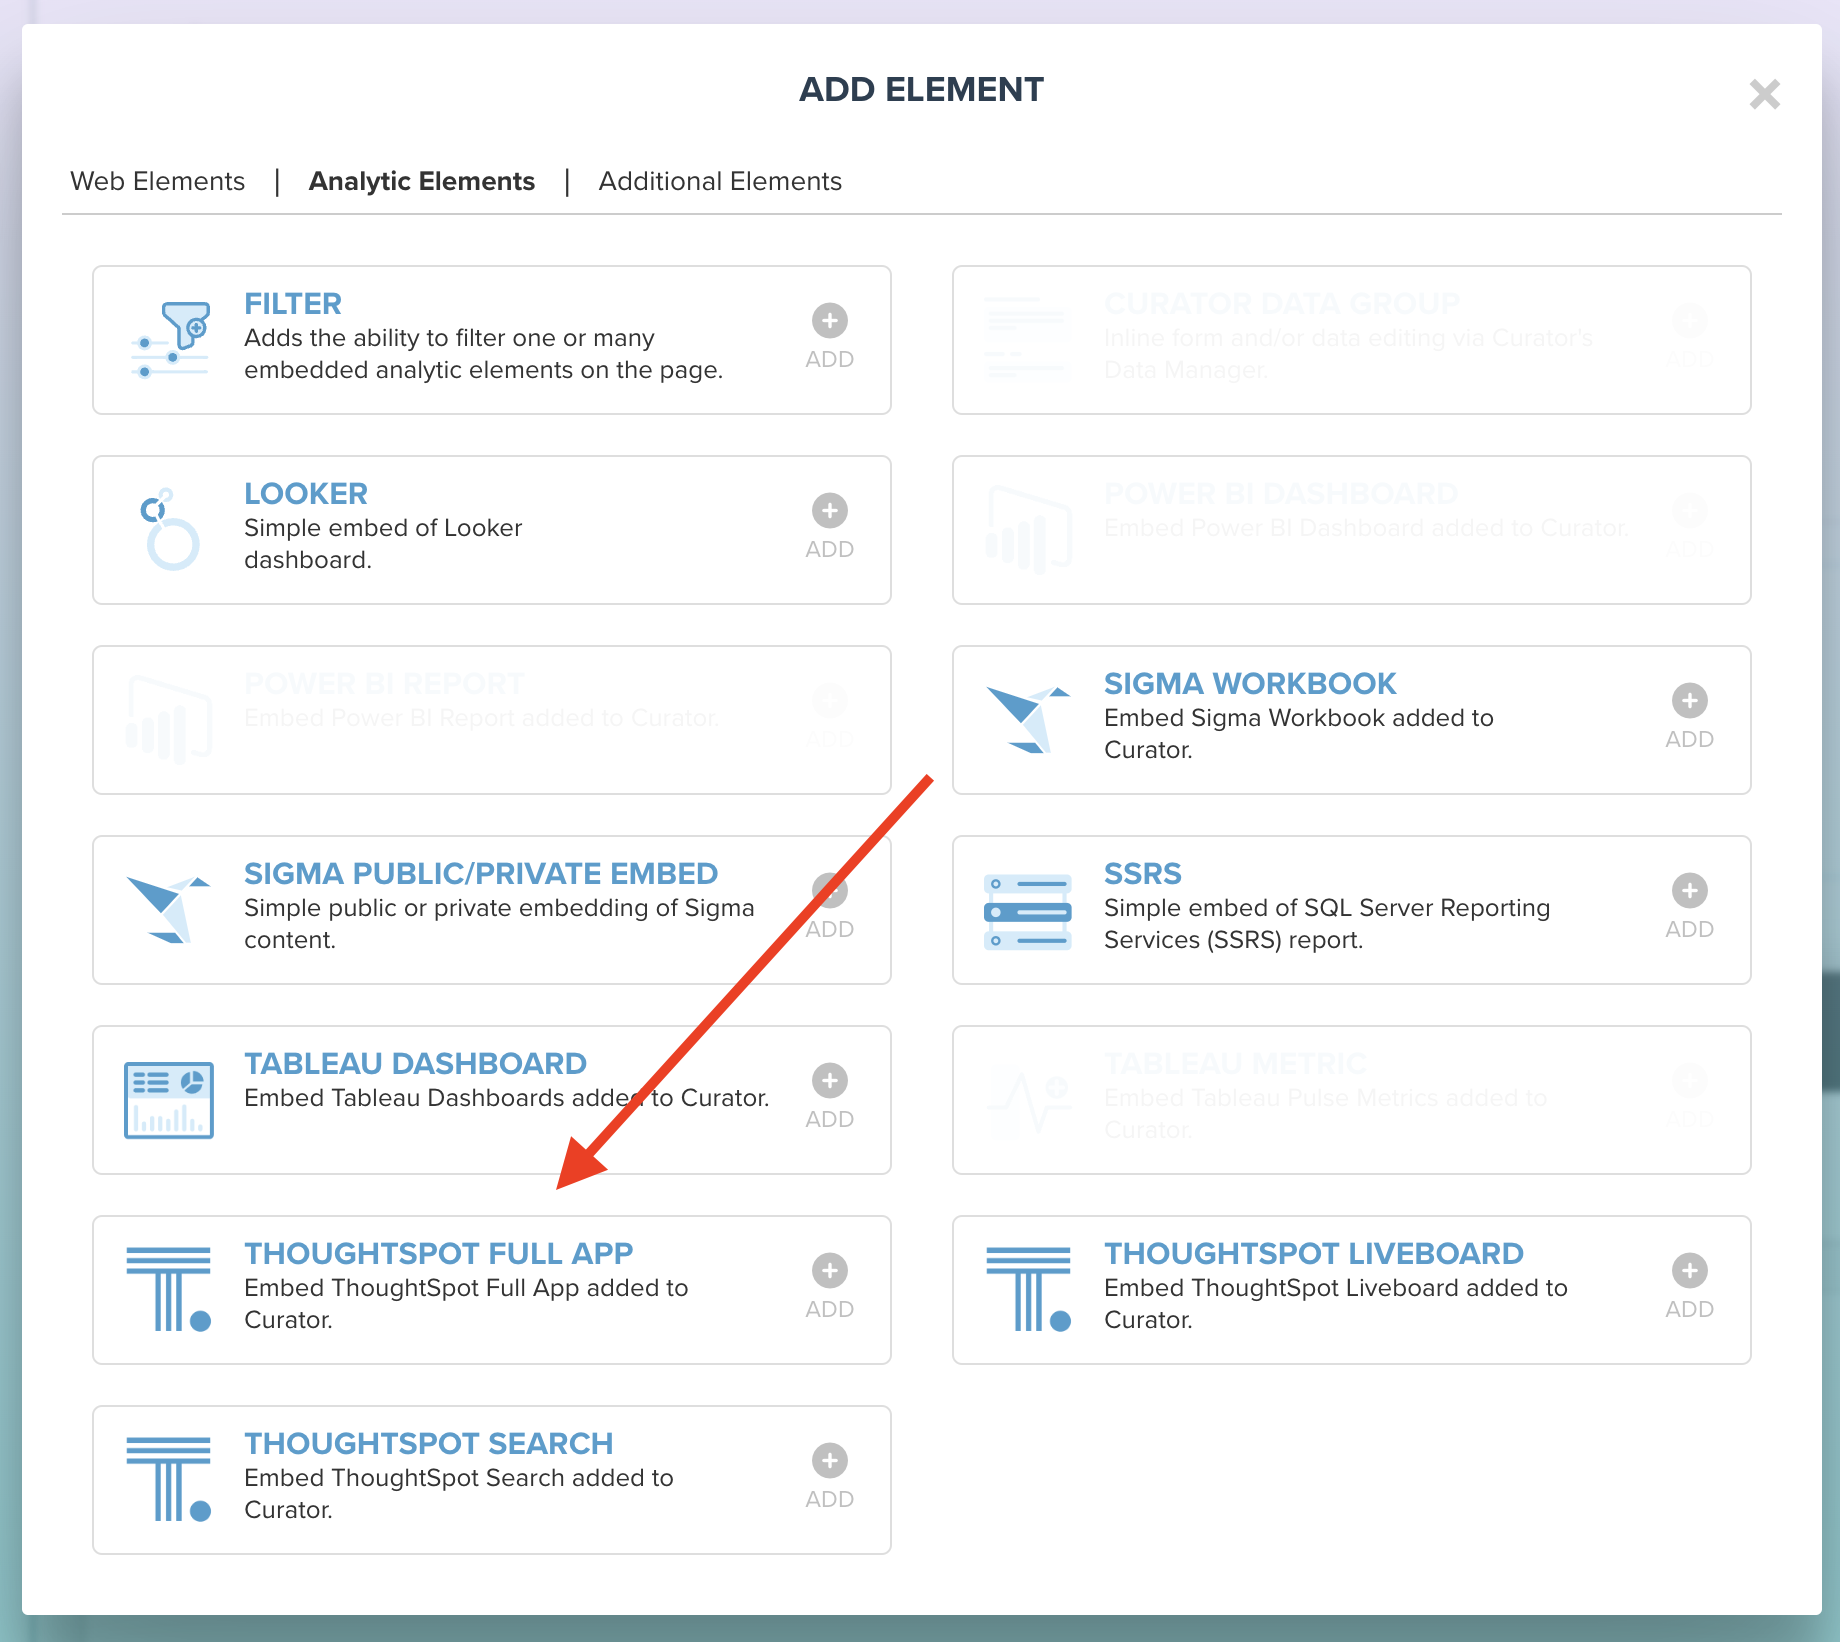 ADD ELEMENT
Web Elements | Analytic Elements | Additional Elements
FILTER
Adds the ability to filter one or many
embedded analytic elements on the page.
ADD
CURATOR DATA GROUP
Inline form and/or data editing via Curator's
Data Manager.
ADD
LOOKER
Simple embed of Looker
dashboard.
ADD
POWER BI DASHBOARD
Embed Power BI Dashboard added to Curator.
ADD
POWER BI REPORT
Embed Power BI Report added to Curator.
ADD
SIGMA WORKBOOK
Embed Sigma Workbook added to
Curator.
ADD
SIGMA PUBLIC/PRIVATE EMBED
Simple public or private embedding of Sigma
content.
ADD
SSRS
Simple embed of SQL Server Reporting
Services (SSRS) report.
ADD
TABLEAU DASHBOARD
Embed Tableau Dashboards added to Curator.
ADD
TABLEAU METRIC
Embed Tableau Pulse Metrics added to
Curator.
ADD
THOUGHTSPOT FULL APP
Embed ThoughtSpot Full App added to
Curator.
ADD
THOUGHTSPOT LIVEBOARD
Embed ThoughtSpot Liveboard added to
Curator.
ADD
THOUGHTSPOT SEARCH
Embed ThoughtSpot Search added to
Curator.
ADD